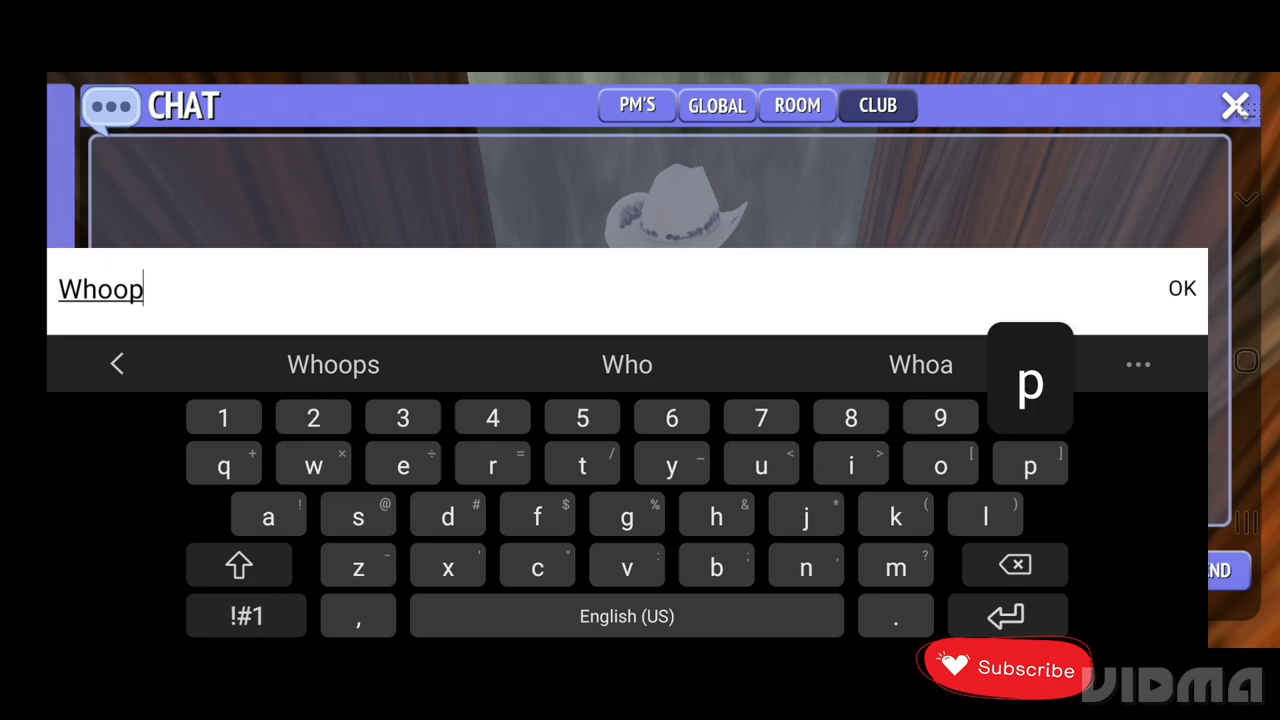 CHAT
PM'S GLOBAL ROOM CLUB
Whoop
OK
Whoops Who Whoa
p
1 2 3 4 5 6 7 8 9
q + w × e ÷ r = t / y _ u < i > o [ p ]
a ! s @ d # f $ g % h & j * k ( l )
z - x ' c " v : b ; n , m ?
!#1 , English (US) .
ND
Subscribe
VIDMA